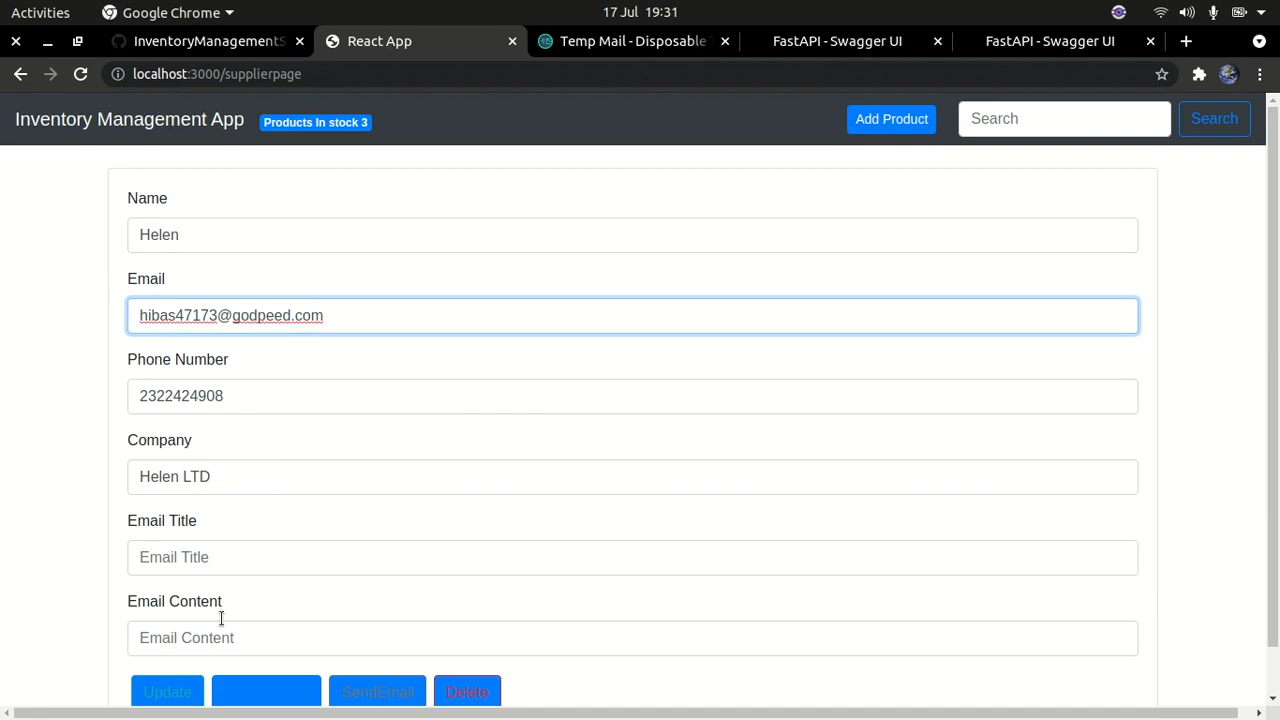 Activities Google Chrome 17 Jul 19:31
InventoryManagementS React App Temp Mail - Disposable FastAPI - Swagger UI FastAPI - Swagger UI
localhost:3000/supplierpage
Inventory Management App Products In stock 3 Add Product Search Search
Name
Helen
Email
hibas47173@godpeed.com
Phone Number
2322424908
Company
Helen LTD
Email Title
Email Title
Email Content
Email Content
Update SendEmail Delete